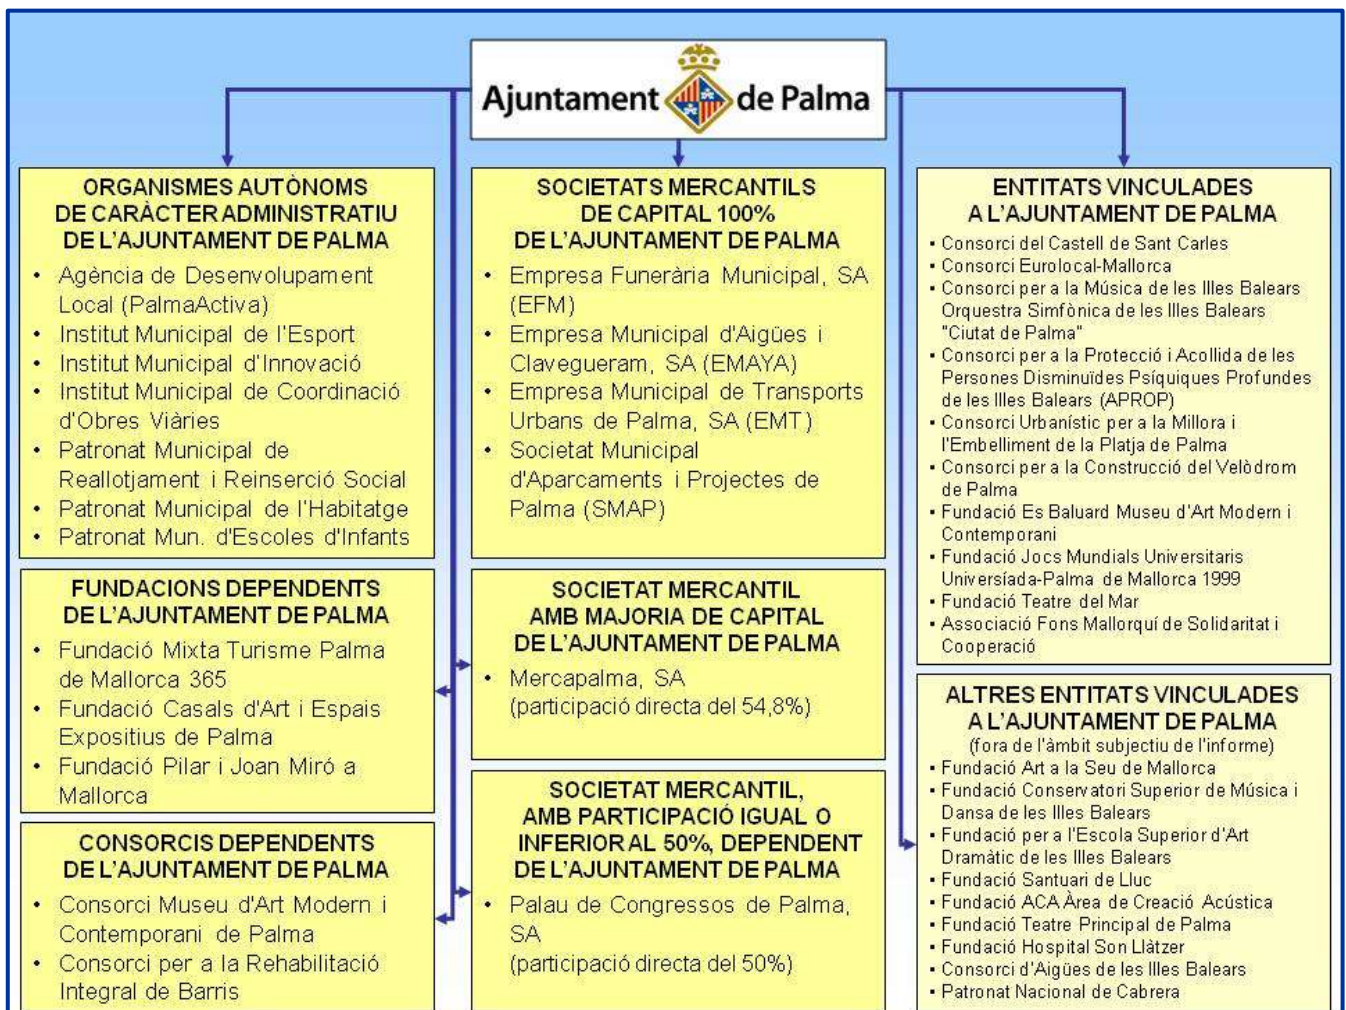 Ajuntament de Palma
ORGANISMES AUTÒNOMS
DE CARÀCTER ADMINISTRATIU
DE L'AJUNTAMENT DE PALMA
• Agència de Desenvolupament
Local (PalmaActiva)
• Institut Municipal de l'Esport
• Institut Municipal d'Innovació
• Institut Municipal de Coordinació
d'Obres Viàries
• Patronat Municipal de
Reallotjament i Reinserció Social
• Patronat Municipal de l'Habitatge
• Patronat Mun. d'Escoles d'Infants
FUNDACIONS DEPENDENTS
DE L'AJUNTAMENT DE PALMA
• Fundació Mixta Turisme Palma
de Mallorca 365
• Fundació Casals d'Art i Espais
Expositius de Palma
• Fundació Pilar i Joan Miró a
Mallorca
CONSORCIS DEPENDENTS
DE L'AJUNTAMENT DE PALMA
• Consorci Museu d'Art Modern i
Contemporani de Palma
• Consorci per a la Rehabilitació
Integral de Barris
SOCIETATS MERCANTILS
DE CAPITAL 100%
DE L'AJUNTAMENT DE PALMA
• Empresa Funerària Municipal, SA
(EFM)
• Empresa Municipal d'Aigües i
Clavegueram, SA (EMAYA)
• Empresa Municipal de Transports
Urbans de Palma, SA (EMT)
• Societat Municipal
d'Aparcaments i Projectes de
Palma (SMAP)
SOCIETAT MERCANTIL
AMB MAJORIA DE CAPITAL
DE L'AJUNTAMENT DE PALMA
• Mercapalma, SA
(participació directa del 54,8%)
SOCIETAT MERCANTIL,
AMB PARTICIPACIÓ IGUAL O
INFERIOR AL 50%, DEPENDENT
DE L'AJUNTAMENT DE PALMA
• Palau de Congressos de Palma,
SA
(participació directa del 50%)
ENTITATS VINCULADES
A L'AJUNTAMENT DE PALMA
▪ Consorci del Castell de Sant Carles
▪ Consorci Eurolocal-Mallorca
▪ Consorci per a la Música de les Illes Balears
Orquestra Simfònica de les Illes Balears
"Ciutat de Palma"
▪ Consorci per a la Protecció i Acollida de les
Persones Disminuïdes Psíquiques Profundes
de les Illes Balears (APROP)
▪ Consorci Urbanístic per a la Millora i
l'Embelliment de la Platja de Palma
▪ Consorci per a la Construcció del Velòdrom
de Palma
▪ Fundació Es Baluard Museu d'Art Modern i
Contemporani
▪ Fundació Jocs Mundials Universitaris
Universíada-Palma de Mallorca 1999
▪ Fundació Teatre del Mar
▪ Associació Fons Mallorquí de Solidaritat i
Cooperació
ALTRES ENTITATS VINCULADES
A L'AJUNTAMENT DE PALMA
(fora de l'àmbit subjectiu de l'informe)
▪ Fundació Art a la Seu de Mallorca
▪ Fundació Conservatori Superior de Música i
Dansa de les Illes Balears
▪ Fundació per a l'Escola Superior d'Art
Dramàtic de les Illes Balears
▪ Fundació Santuari de Lluc
▪ Fundació ACA Àrea de Creació Acústica
▪ Fundació Teatre Principal de Palma
▪ Fundació Hospital Son Llàtzer
▪ Consorci d'Aigües de les Illes Balears
▪ Patronat Nacional de Cabrera